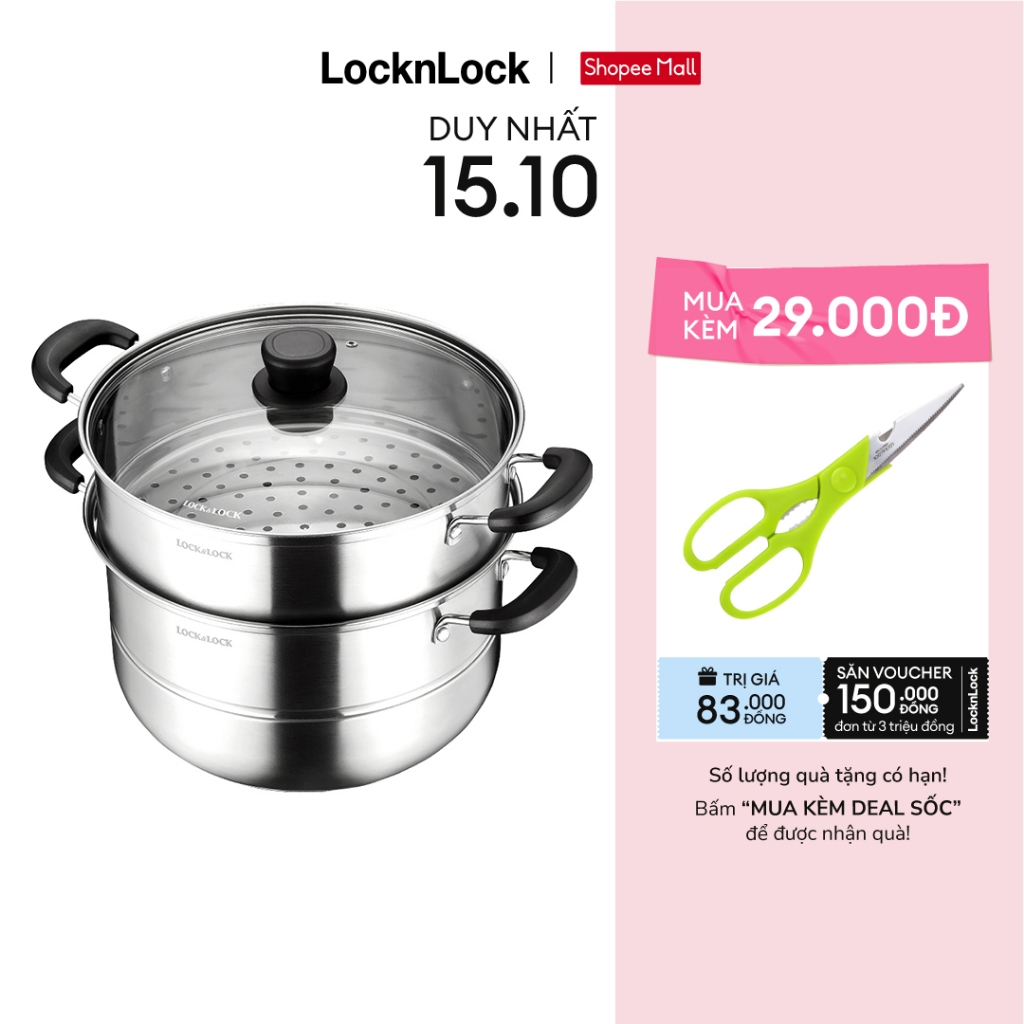 LocknLock | Shopee Mall
DUY NHẤT
15.10
MUA KÈM 29.000Đ
LOCK&LOCK
LOCK&LOCK
LOCK&LOCK
TRỊ GIÁ
83.000 ĐỒNG
SĂN VOUCHER
150.000 ĐỒNG
đơn từ 3 triệu đồng
LocknLock
Số lượng quà tặng có hạn!
Bấm “MUA KÈM DEAL SỐC”
để được nhận quà!